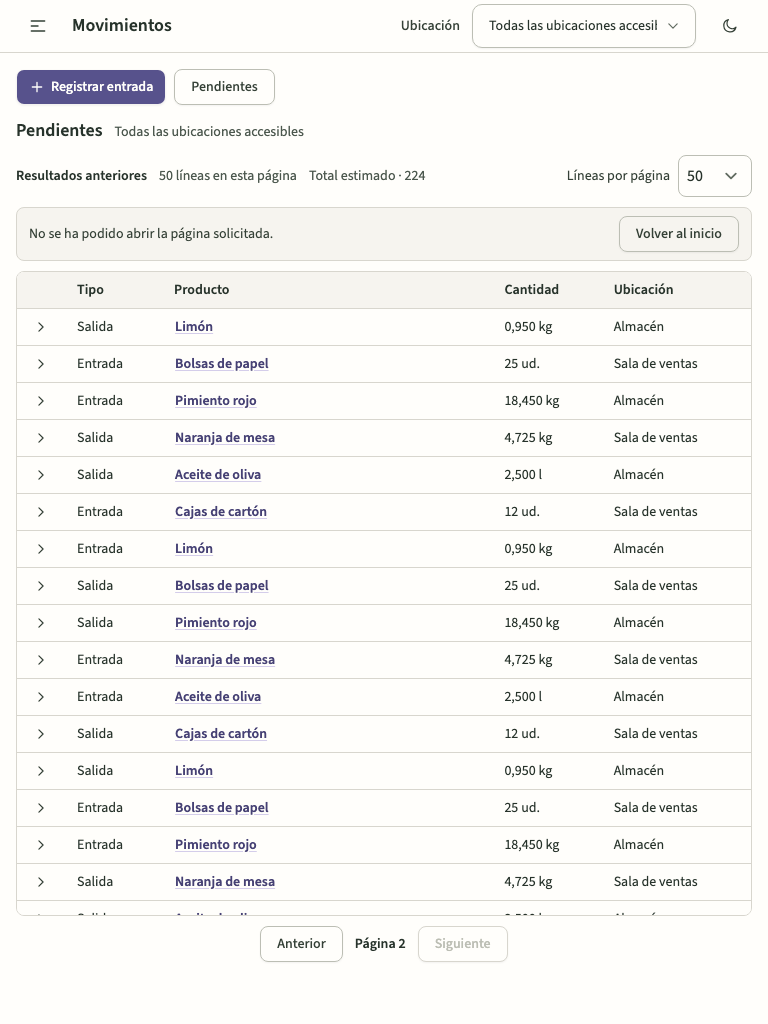 Movimientos
Ubicación
Todas las ubicaciones accesil
Registrar entrada
Pendientes
Pendientes Todas las ubicaciones accesibles
Resultados anteriores 50 líneas en esta página Total estimado · 224
Líneas por página 50
No se ha podido abrir la página solicitada.
Volver al inicio
Tipo Producto Cantidad Ubicación
Salida Limón 0,950 kg Almacén
Entrada Bolsas de papel 25 ud. Sala de ventas
Entrada Pimiento rojo 18,450 kg Almacén
Salida Naranja de mesa 4,725 kg Sala de ventas
Salida Aceite de oliva 2,500 l Almacén
Entrada Cajas de cartón 12 ud. Sala de ventas
Entrada Limón 0,950 kg Almacén
Salida Bolsas de papel 25 ud. Sala de ventas
Salida Pimiento rojo 18,450 kg Almacén
Entrada Naranja de mesa 4,725 kg Sala de ventas
Entrada Aceite de oliva 2,500 l Almacén
Salida Cajas de cartón 12 ud. Sala de ventas
Salida Limón 0,950 kg Almacén
Entrada Bolsas de papel 25 ud. Sala de ventas
Entrada Pimiento rojo 18,450 kg Almacén
Salida Naranja de mesa 4,725 kg Sala de ventas
Anterior Página 2 Siguiente